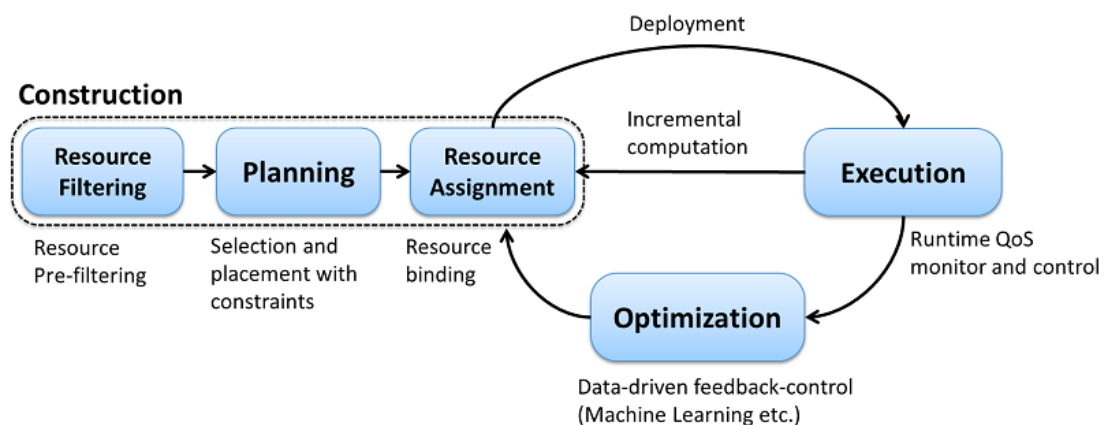 Deployment
Construction
Incremental
computation
Resource
Filtering
Planning
Resource
Assignment
Execution
Resource
Pre-filtering
Selection and
placement with
constraints
Resource
binding
Runtime QoS
monitor and control
Optimization
Data-driven feedback-control
(Machine Learning etc.)